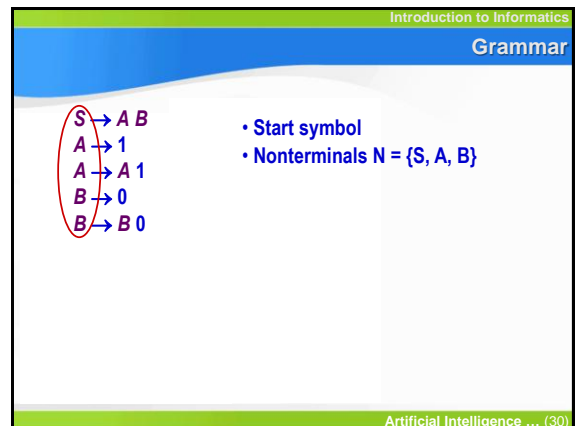 Introduction to Informatics
Grammar
S → A B
A → 1
A → A 1
B → 0
B → B 0
• Start symbol
• Nonterminals N = {S, A, B}
Artificial Intelligence ... (30)